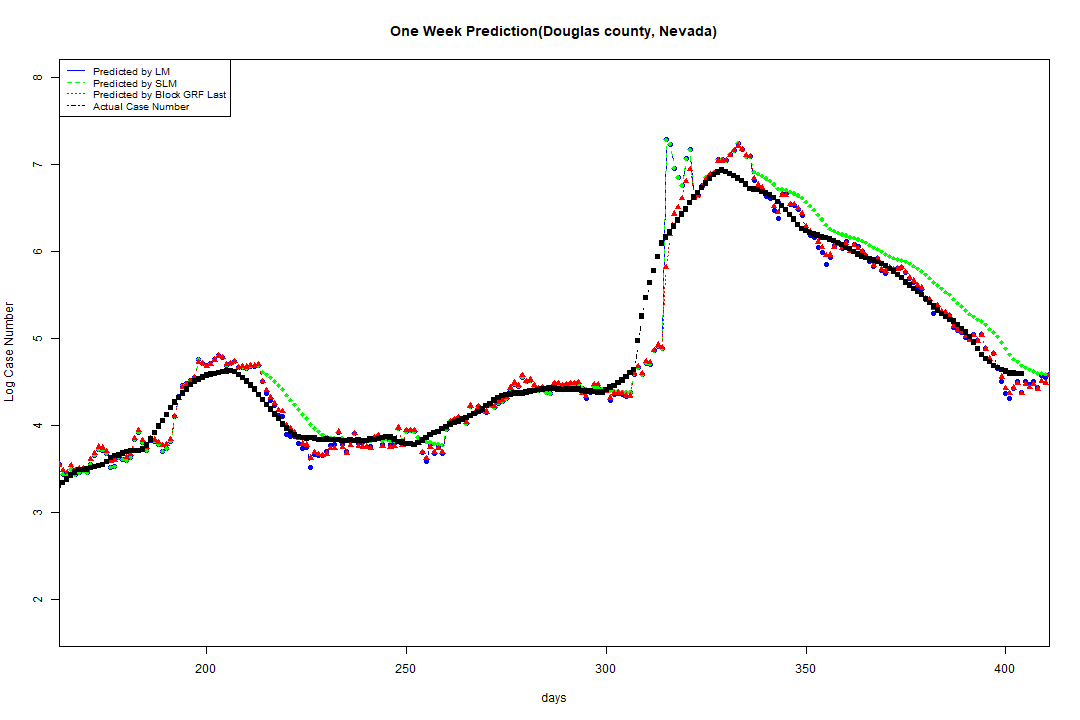 One Week Prediction(Douglas county, Nevada)
Predicted by LM
Predicted by SLM
Predicted by Block GRF Last
Actual Case Number
8
7
6
5
4
3
2
Log Case Number
200
250
300
350
400
days